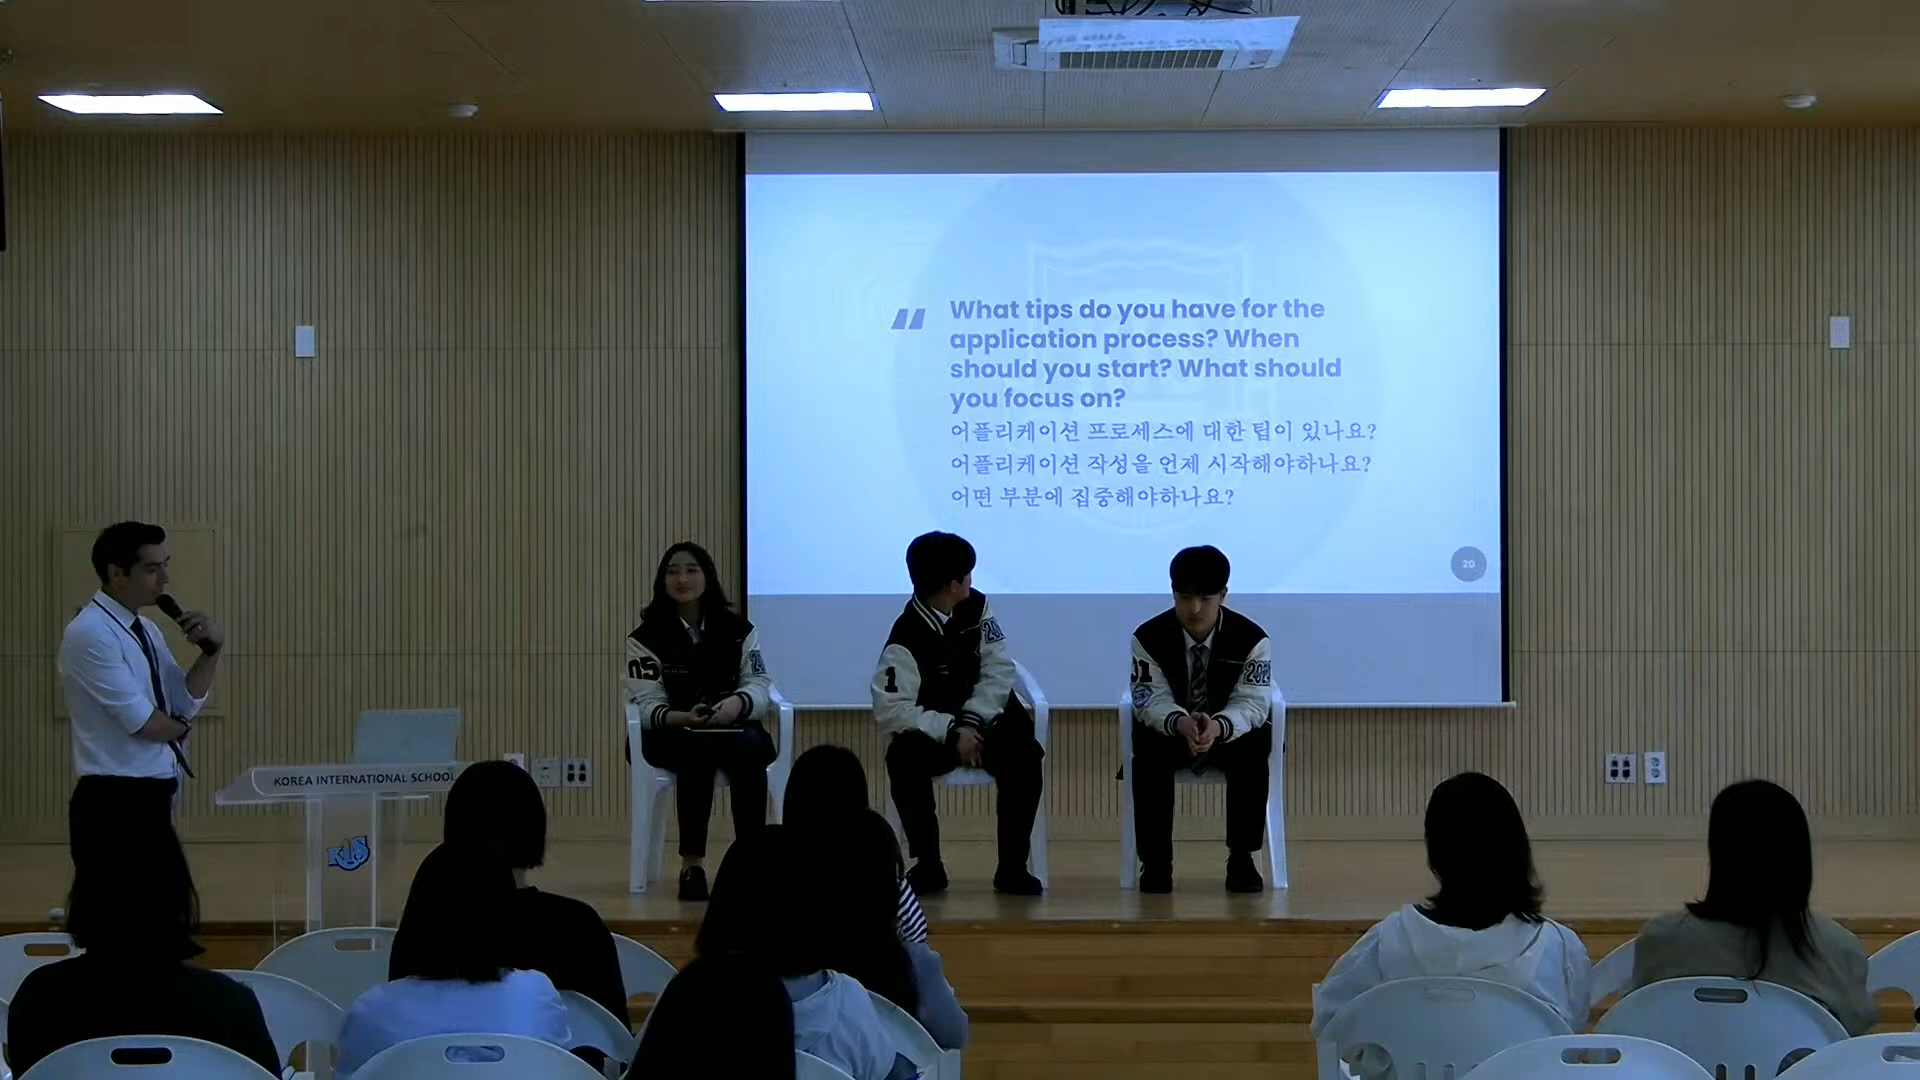 “
What tips do you have for the
application process? When
should you start? What should
you focus on?
어플리케이션 프로세스에 대한 팁이 있나요?
어플리케이션 작성을 언제 시작해야하나요?
어떤 부분에 집중해야하나요?
20
05
1
01
KOREA INTERNATIONAL SCHOOL
KIS